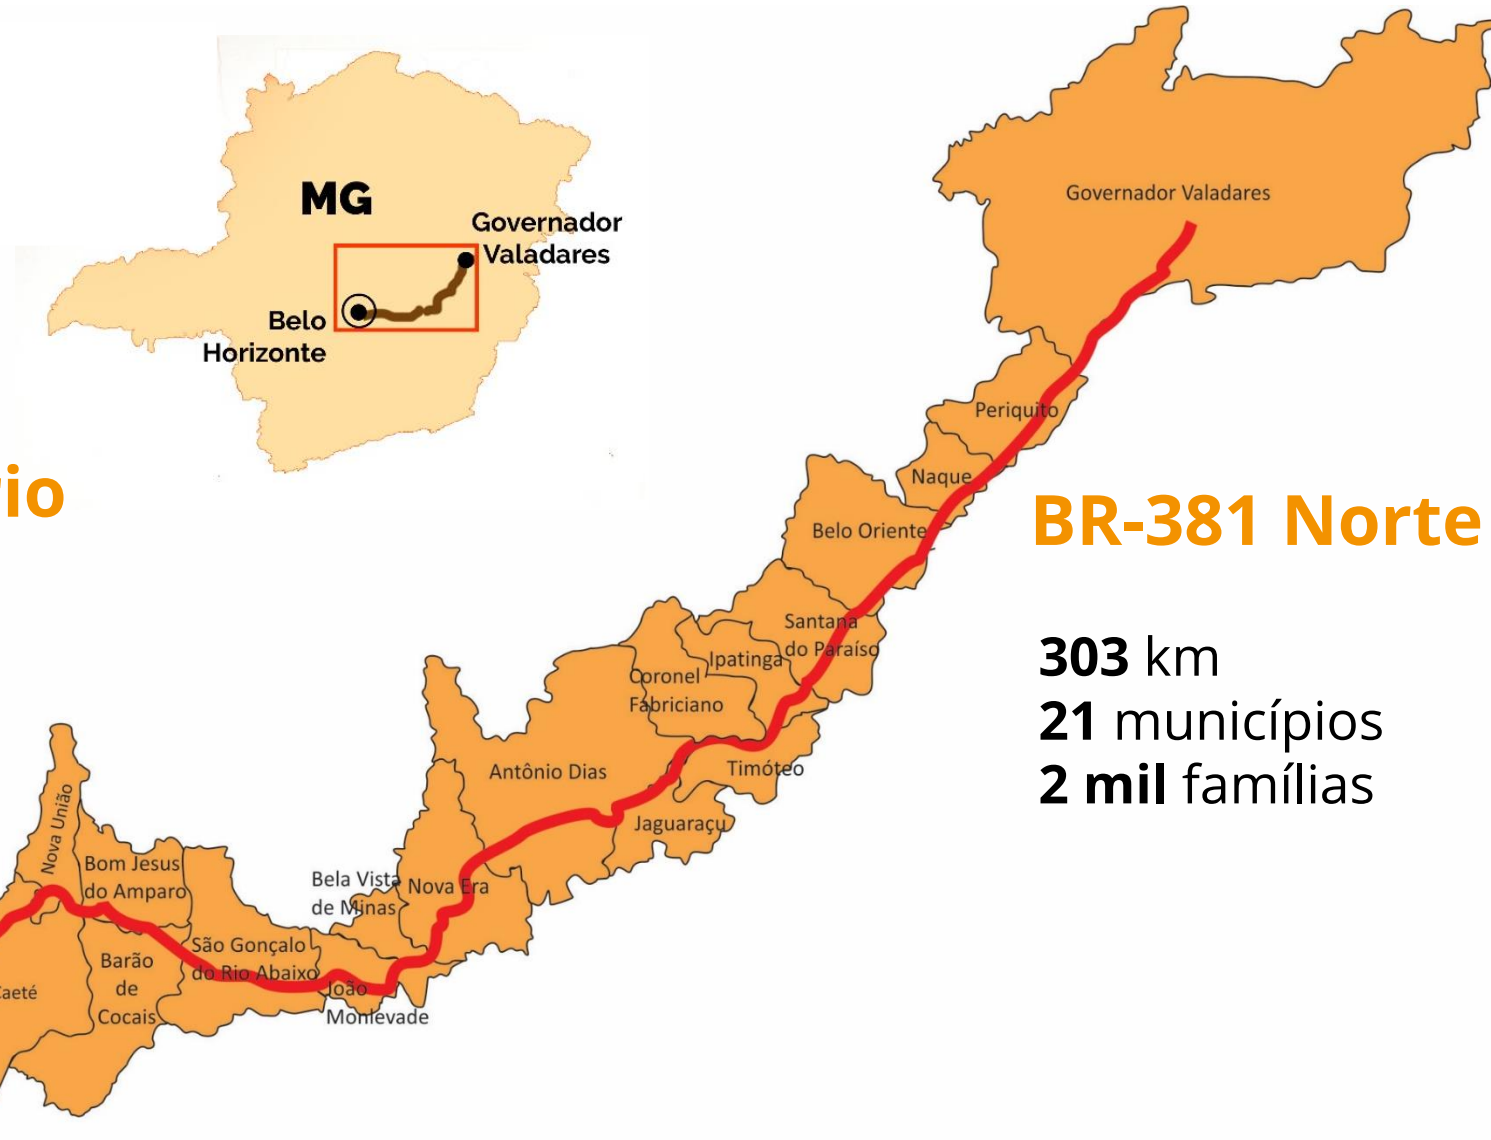 MG
Governador
Valadares
Belo
Horizonte
Governador Valadares
Periquito
Naque
Belo Oriente
Santana
do Paraíso
Ipatinga
Coronel
Fabriciano
Timóteo
Antônio Dias
Jaguaraçu
Nova União
Bom Jesus
do Amparo
Bela Vista
de Minas
Nova Era
São Gonçalo
do Rio Abaixo
Barão
de
Cocais
João
Monlevade
aeté
rio
BR-381 Norte
303 km
21 municípios
2 mil famílias